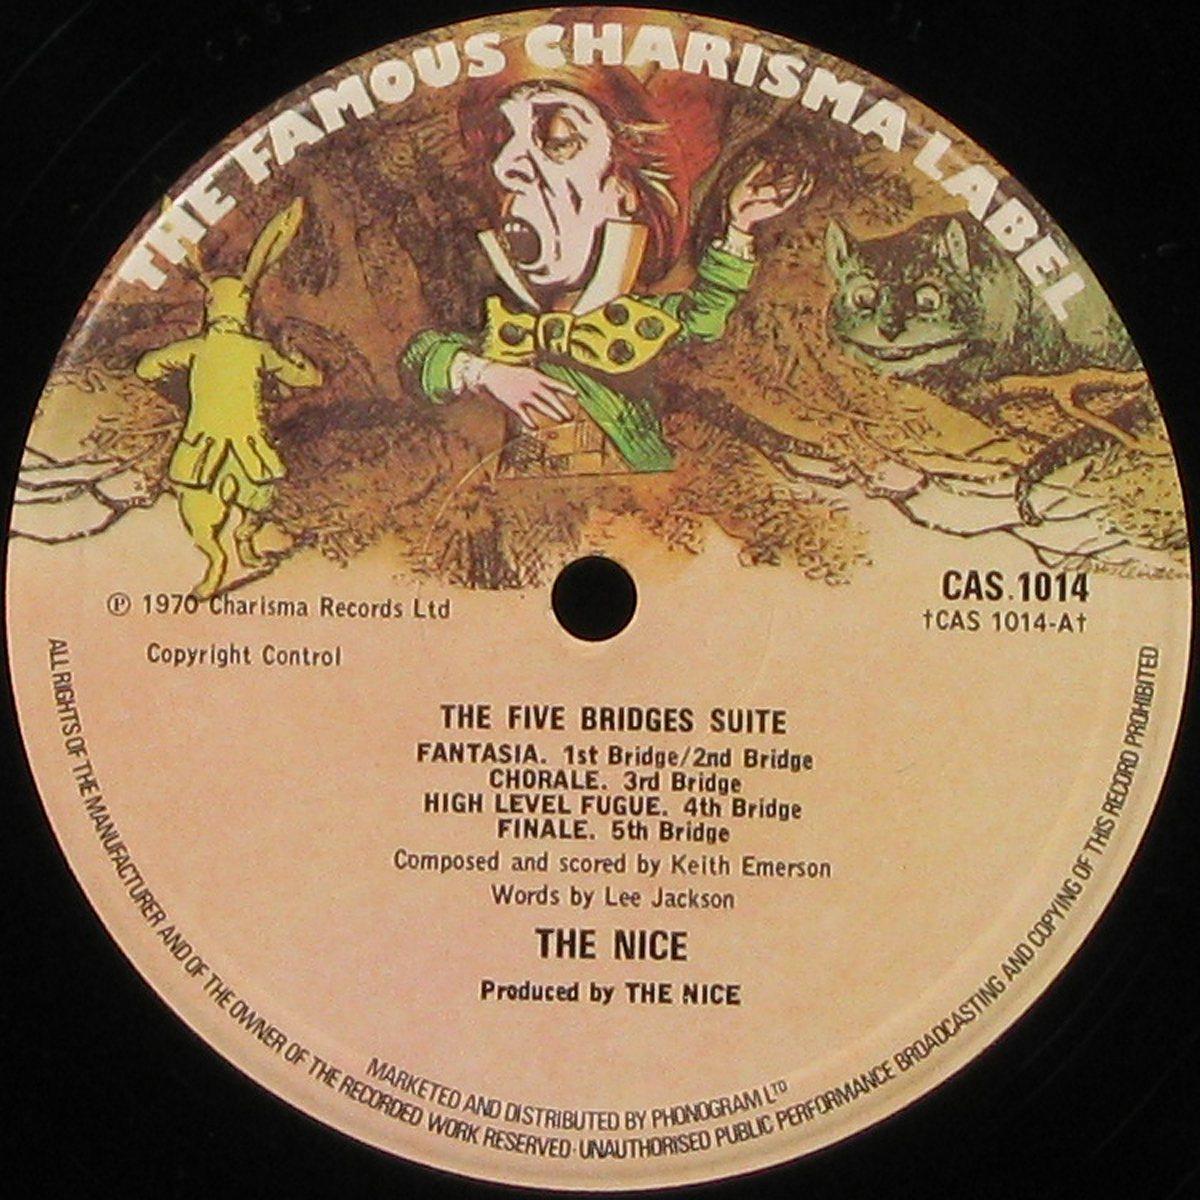 THE FAMOUS CHARISMA LABEL
CAS.1014
Ⓟ 1970 Charisma Records Ltd
†CAS 1014-A†
Copyright Control
THE FIVE BRIDGES SUITE
FANTASIA. 1st Bridge/2nd Bridge
CHORALE. 3rd Bridge
HIGH LEVEL FUGUE. 4th Bridge
FINALE. 5th Bridge
Composed and scored by Keith Emerson
Words by Lee Jackson
THE NICE
Produced by THE NICE
MARKETED AND DISTRIBUTED BY PHONOGRAM LTD
ALL RIGHTS OF THE MANUFACTURER AND OF THE OWNER OF THE RECORDED WORK RESERVED · UNAUTHORISED PUBLIC PERFORMANCE BROADCASTING AND COPYING OF THIS RECORD PROHIBITED